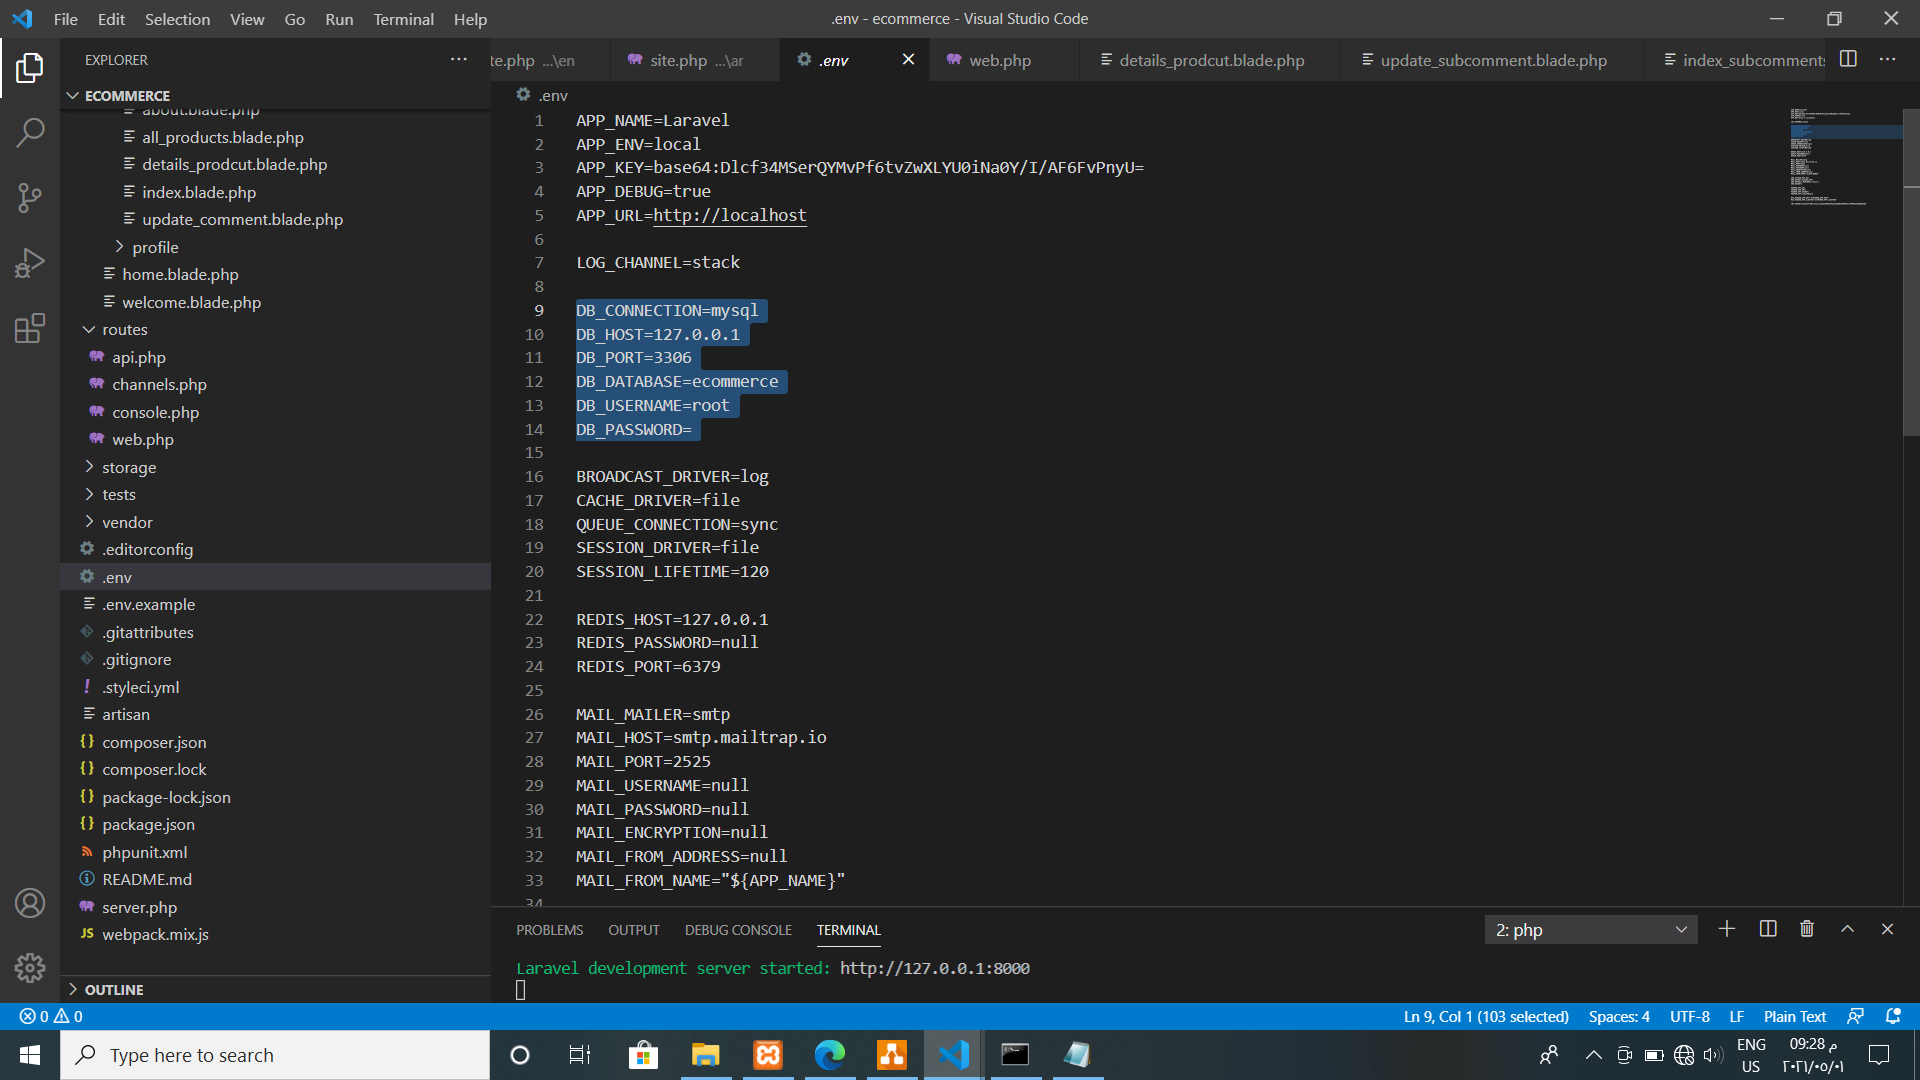 File Edit Selection View Go Run Terminal Help
.env - ecommerce - Visual Studio Code
EXPLORER
ECOMMERCE
about.blade.php
all_products.blade.php
details_prodcut.blade.php
index.blade.php
update_comment.blade.php
profile
home.blade.php
welcome.blade.php
routes
api.php
channels.php
console.php
web.php
storage
tests
vendor
.editorconfig
.env
.env.example
.gitattributes
.gitignore
.styleci.yml
artisan
composer.json
composer.lock
package-lock.json
package.json
phpunit.xml
README.md
server.php
webpack.mix.js
OUTLINE
te.php ...\en site.php ...\ar .env web.php details_prodcut.blade.php update_subcomment.blade.php index_subcomments
.env
1 APP_NAME=Laravel
2 APP_ENV=local
3 APP_KEY=base64:Dlcf34MSerQYMvPf6tvZwXLYU0iNa0Y/I/AF6FvPnyU=
4 APP_DEBUG=true
5 APP_URL=http://localhost
6
7 LOG_CHANNEL=stack
8
9 DB_CONNECTION=mysql
10 DB_HOST=127.0.0.1
11 DB_PORT=3306
12 DB_DATABASE=ecommerce
13 DB_USERNAME=root
14 DB_PASSWORD=
15
16 BROADCAST_DRIVER=log
17 CACHE_DRIVER=file
18 QUEUE_CONNECTION=sync
19 SESSION_DRIVER=file
20 SESSION_LIFETIME=120
21
22 REDIS_HOST=127.0.0.1
23 REDIS_PASSWORD=null
24 REDIS_PORT=6379
25
26 MAIL_MAILER=smtp
27 MAIL_HOST=smtp.mailtrap.io
28 MAIL_PORT=2525
29 MAIL_USERNAME=null
30 MAIL_PASSWORD=null
31 MAIL_ENCRYPTION=null
32 MAIL_FROM_ADDRESS=null
33 MAIL_FROM_NAME="${APP_NAME}"
34
PROBLEMS OUTPUT DEBUG CONSOLE TERMINAL
2: php
Laravel development server started: http://127.0.0.1:8000
0 0
Ln 9, Col 1 (103 selected) Spaces: 4 UTF-8 LF Plain Text
Type here to search
ENG
US
09:28 م
٢٠٢١/٠٥/٠١